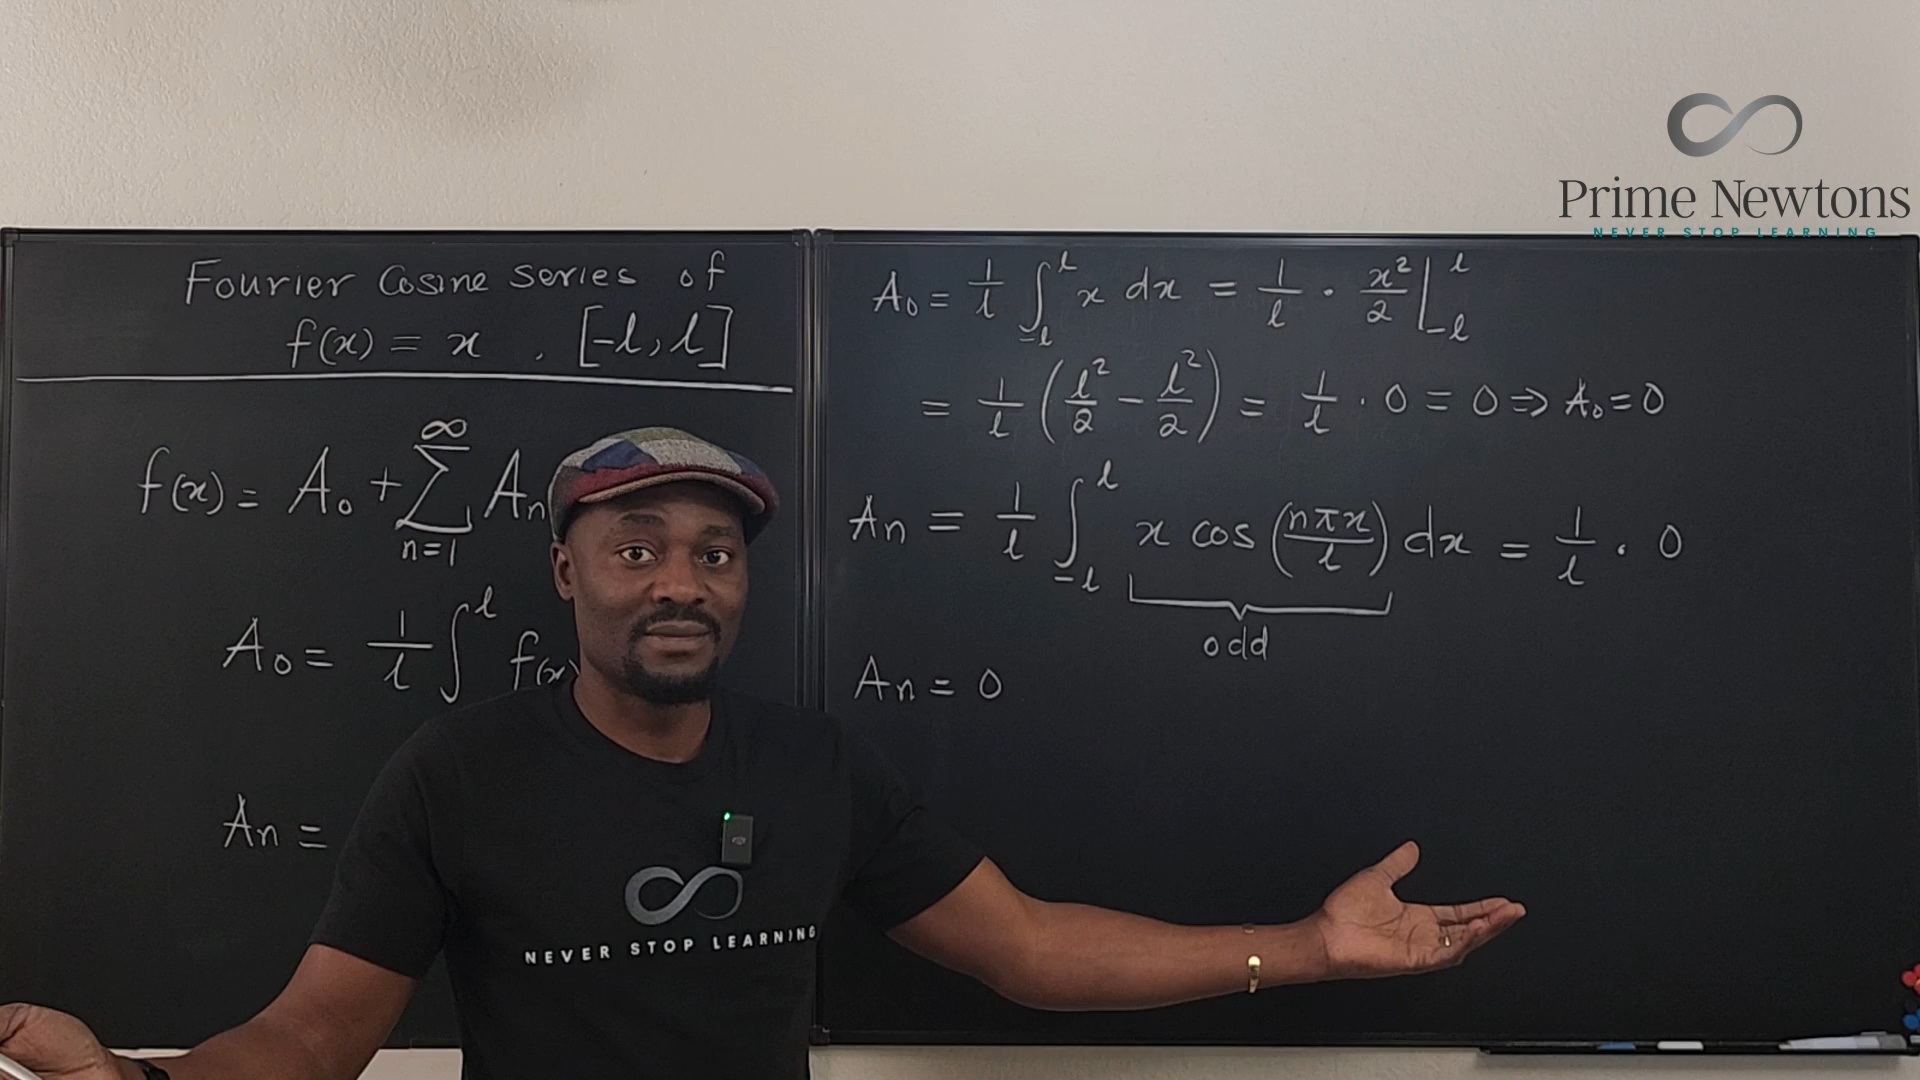 Prime Newtons
NEVER STOP LEARNING
Fourier Cosine Series of
f(x) = x , [-l, l]
f(x) = A₀ + ∑ₙ₌₁^∞ Aₙ
A₀ = 1/l ∫^l f(x)
Aₙ =
A₀ = 1/l ∫₋ₗ^l x dx = 1/l · x²/2 |₋ₗ^l
= 1/l (l²/2 − l²/2) = 1/l · 0 = 0 ⇒ A₀ = 0
Aₙ = 1/l ∫₋ₗ^l x cos(nπx/l) dx = 1/l · 0
odd
Aₙ = 0
NEVER STOP LEARNING